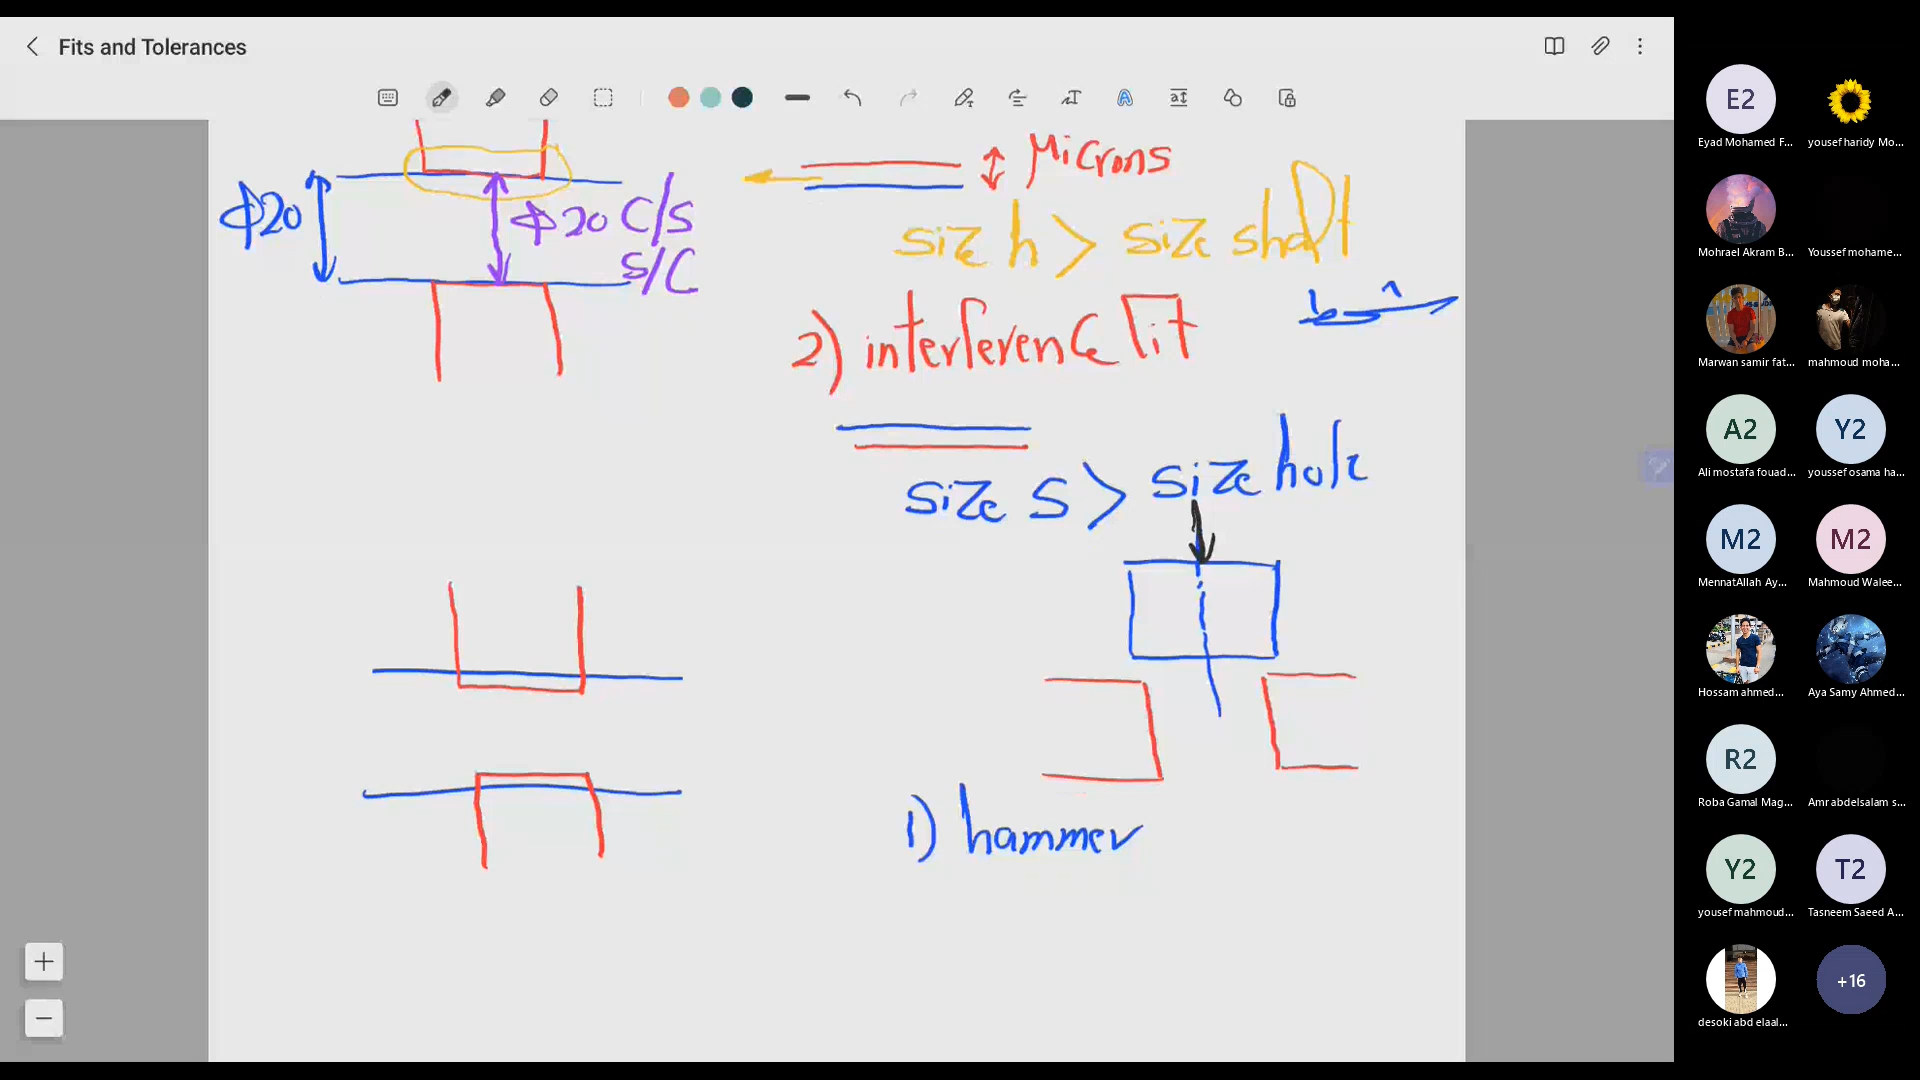 Fits and Tolerances
Microns
Φ20
Φ20 C/S
S/C
size h > size shaft
2) interference fit
size s > size hole
1) hammer
E2
Eyad Mohamed F...
yousef haridy Mo...
Mohrael Akram B...
Youssef mohame...
Marwan samir fat...
mahmoud moha...
A2
Y2
Ali mostafa fouad...
youssef osama ha...
M2
M2
MennatAllah Ay...
Mahmoud Walee...
Hossam ahmed...
Aya Samy Ahmed...
R2
Roba Gamal Mag...
Amr abdelsalam s...
Y2
T2
yousef mahmoud...
Tasneem Saeed A...
+16
desoki abd elaal...